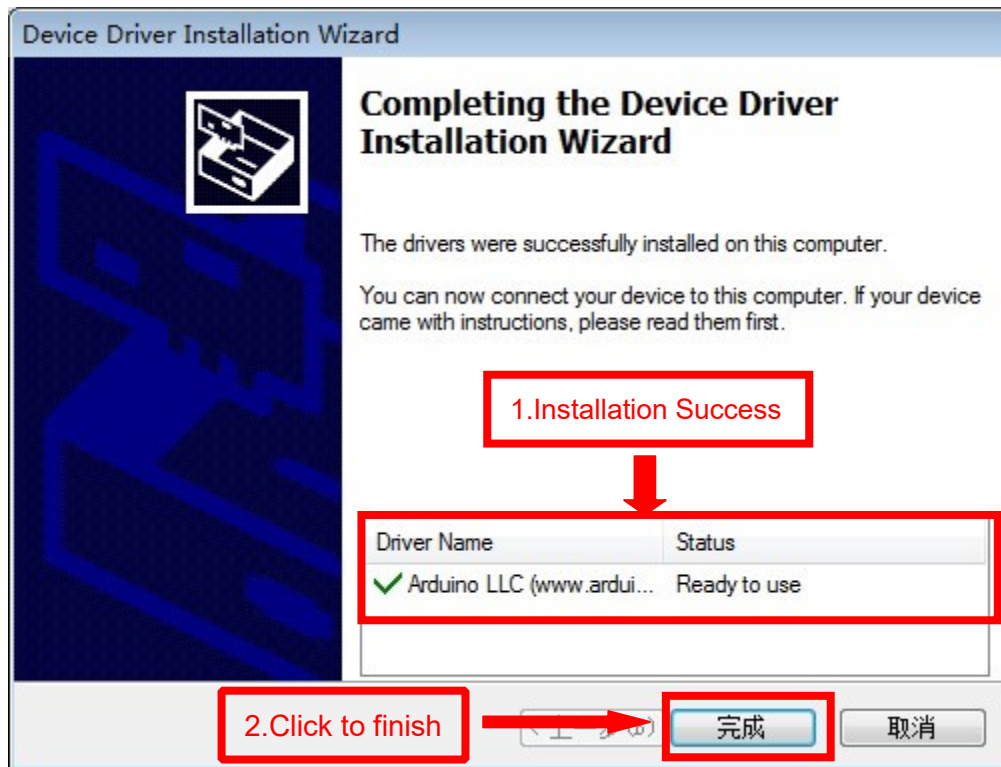 Device Driver Installation Wizard
Completing the Device Driver
Installation Wizard
The drivers were successfully installed on this computer.
You can now connect your device to this computer. If your device
came with instructions, please read them first.
1.Installation Success
Driver Name Status
Arduino LLC (www.ardui... Ready to use
2.Click to finish
完成 取消